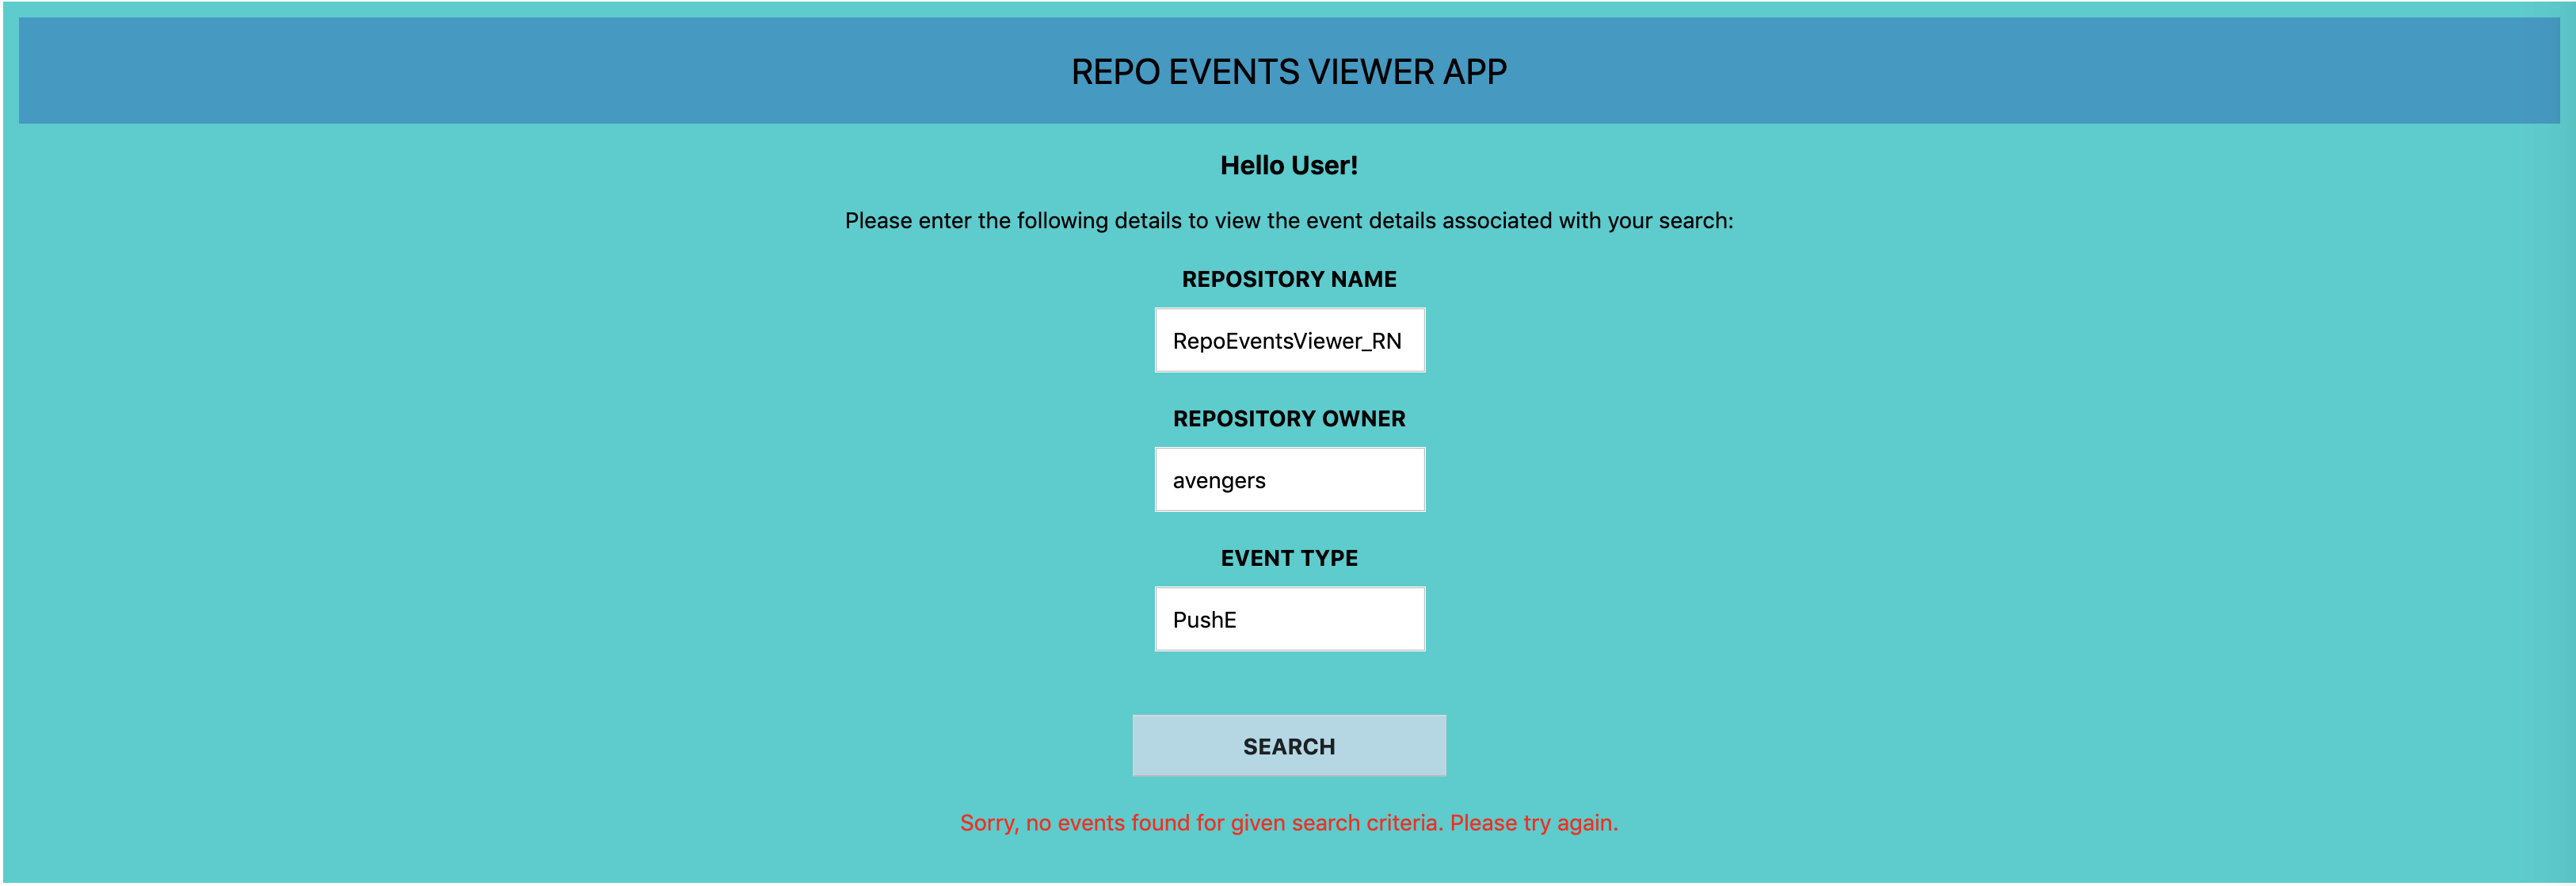 REPO EVENTS VIEWER APP
Hello User!
Please enter the following details to view the event details associated with your search:
REPOSITORY NAME
RepoEventsViewer_RN
REPOSITORY OWNER
avengers
EVENT TYPE
PushE
SEARCH
Sorry, no events found for given search criteria. Please try again.